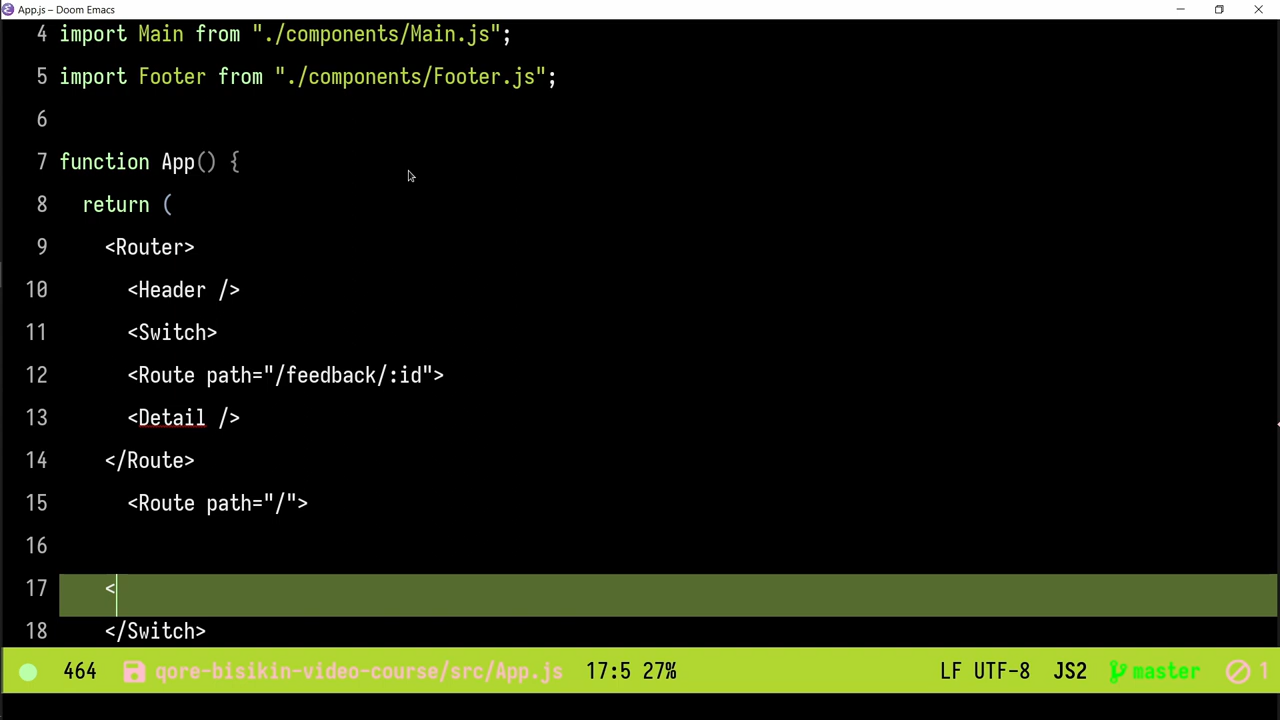 App.js – Doom Emacs
4 import Main from "./components/Main.js";
5 import Footer from "./components/Footer.js";
6
7 function App() {
8 return (
9 <Router>
10 <Header />
11 <Switch>
12 <Route path="/feedback/:id">
13 <Detail />
14 </Route>
15 <Route path="/">
16
17 <
18 </Switch>
464 qore-bisikin-video-course/src/App.js 17:5 27% LF UTF-8 JS2 master 1